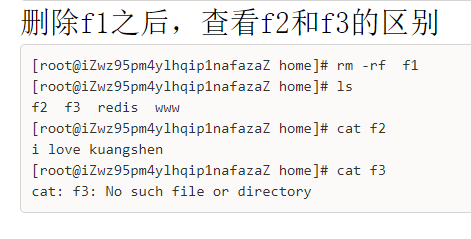 删除f1之后，查看f2和f3的区别
[root@iZwz95pm4ylhqip1nafazaZ home]# rm -rf  f1
[root@iZwz95pm4ylhqip1nafazaZ home]# ls
f2  f3  redis  www
[root@iZwz95pm4ylhqip1nafazaZ home]# cat f2
i love kuangshen
[root@iZwz95pm4ylhqip1nafazaZ home]# cat f3
cat: f3: No such file or directory